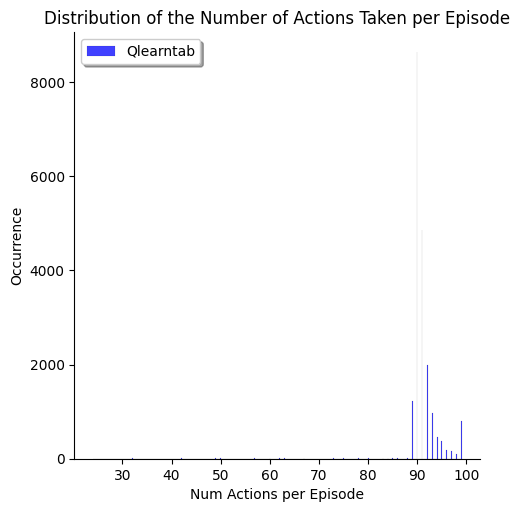 Distribution of the Number of Actions Taken per Episode
Qlearntab
8000
6000
4000
2000
0
Occurrence
30 40 50 60 70 80 90 100
Num Actions per Episode